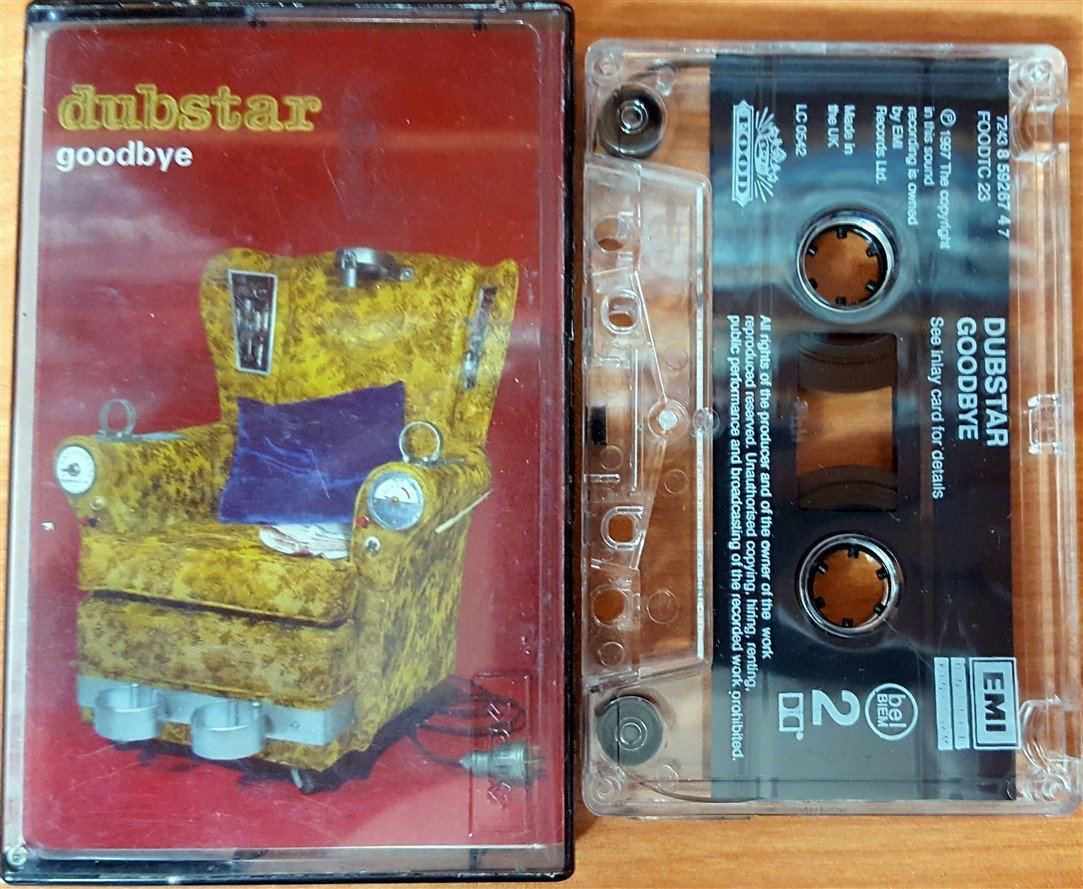 dubstar
goodbye
7243 8 59267 4 7
FOODTC 23
℗ 1997 The copyright
in this sound
recording is owned
by EMI
Records Ltd.
Made in
the UK
LC 0542
FOOD
DUBSTAR
GOODBYE
See inlay card for details
All rights of the producer and of the owner of the work
reproduced reserved. Unauthorised copying, hiring, renting,
public performance and broadcasting of the recorded work prohibited.
EMI
bel
BIEM
2